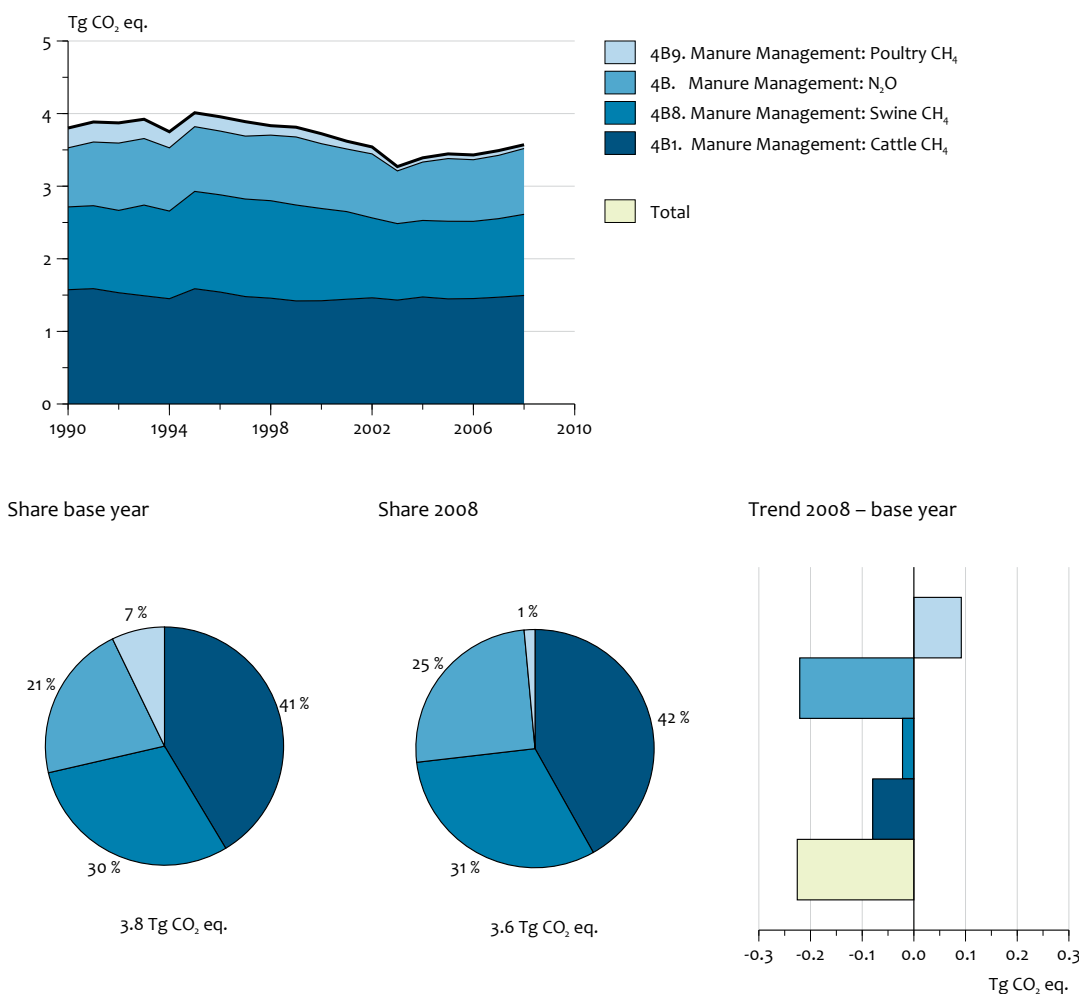 Tg CO₂ eq.
5
4
3
2
1
0
1990 1994 1998 2002 2006 2010
4B9. Manure Management: Poultry CH₄
4B. Manure Management: N₂O
4B8. Manure Management: Swine CH₄
4B1. Manure Management: Cattle CH₄
Total
Share base year
7 %
21 %
41 %
30 %
3.8 Tg CO₂ eq.
Share 2008
1 %
25 %
42 %
31 %
3.6 Tg CO₂ eq.
Trend 2008 – base year
-0.3 -0.2 -0.1 0.0 0.1 0.2 0.3
Tg CO₂ eq.